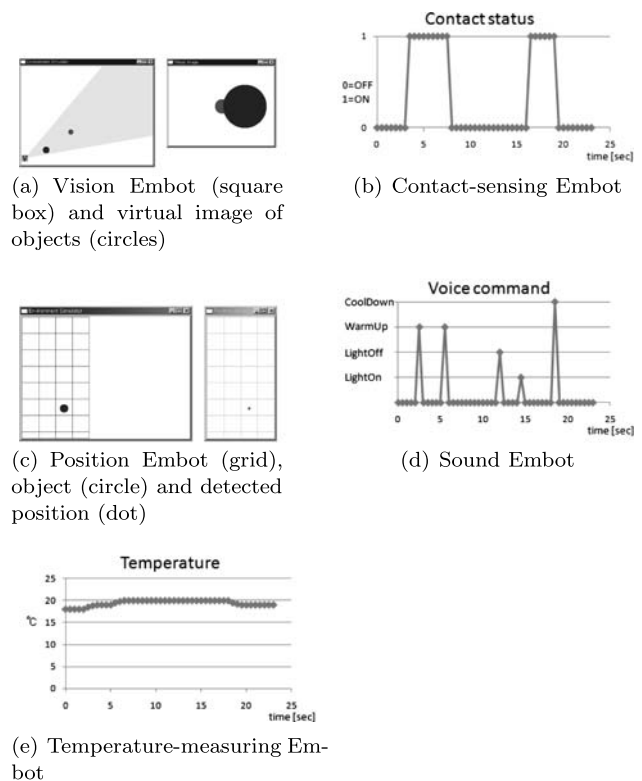 (a) Vision Embot (square
box) and virtual image of
objects (circles)
Contact status
1
0=OFF
1=ON
0
0 5 10 15 20 25
time [sec]
(b) Contact-sensing Embot
(c) Position Embot (grid),
object (circle) and detected
position (dot)
Voice command
CoolDown
WarmUp
LightOff
LightOn
0 5 10 15 20 25
time [sec]
(d) Sound Embot
Temperature
25
20
℃
15
10
5
0
0 5 10 15 20 25
time [sec]
(e) Temperature-measuring Em-
bot